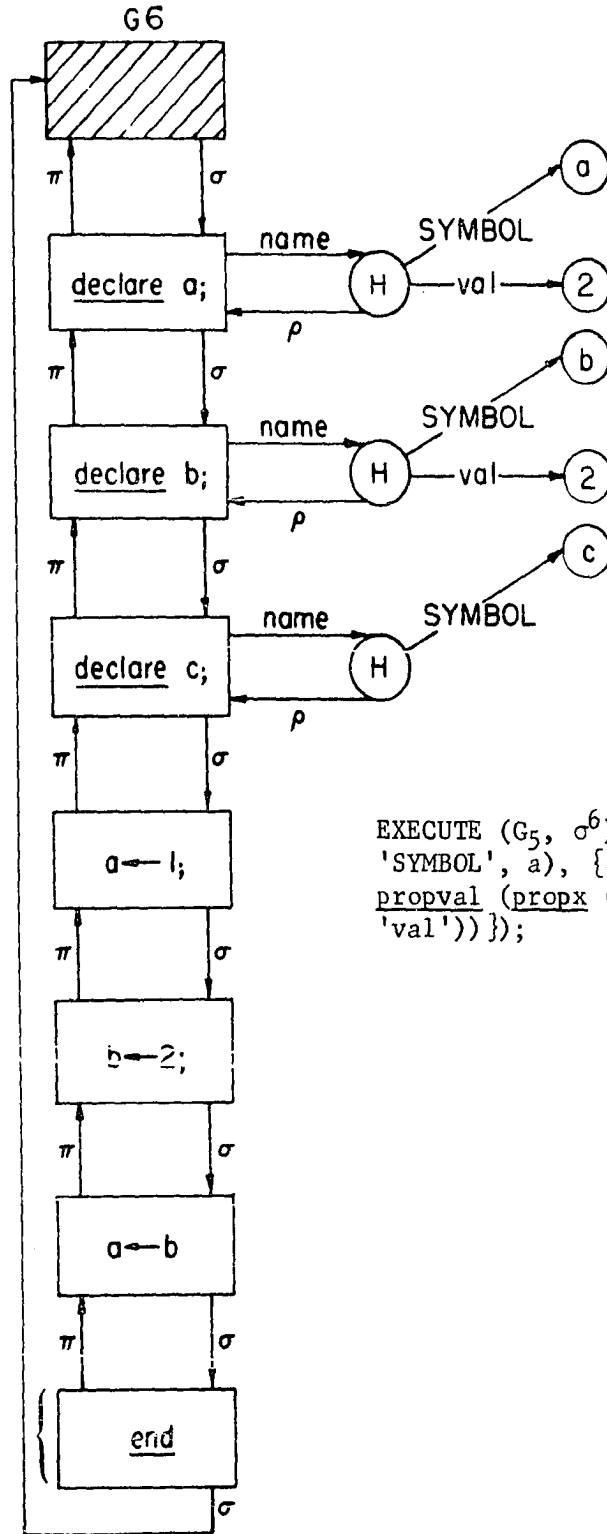 G6
π σ
a
name
SYMBOL
declare a;
H
val
2
ρ
π σ
b
name
SYMBOL
declare b;
H
val
2
ρ
π σ
c
name
SYMBOL
declare c;
H
ρ
π σ
a←1;
EXECUTE (G5, σ6)
'SYMBOL', a), {
propval (propx (
'val'))});
π σ
b←2;
π σ
a←b
π σ
{
end
σ